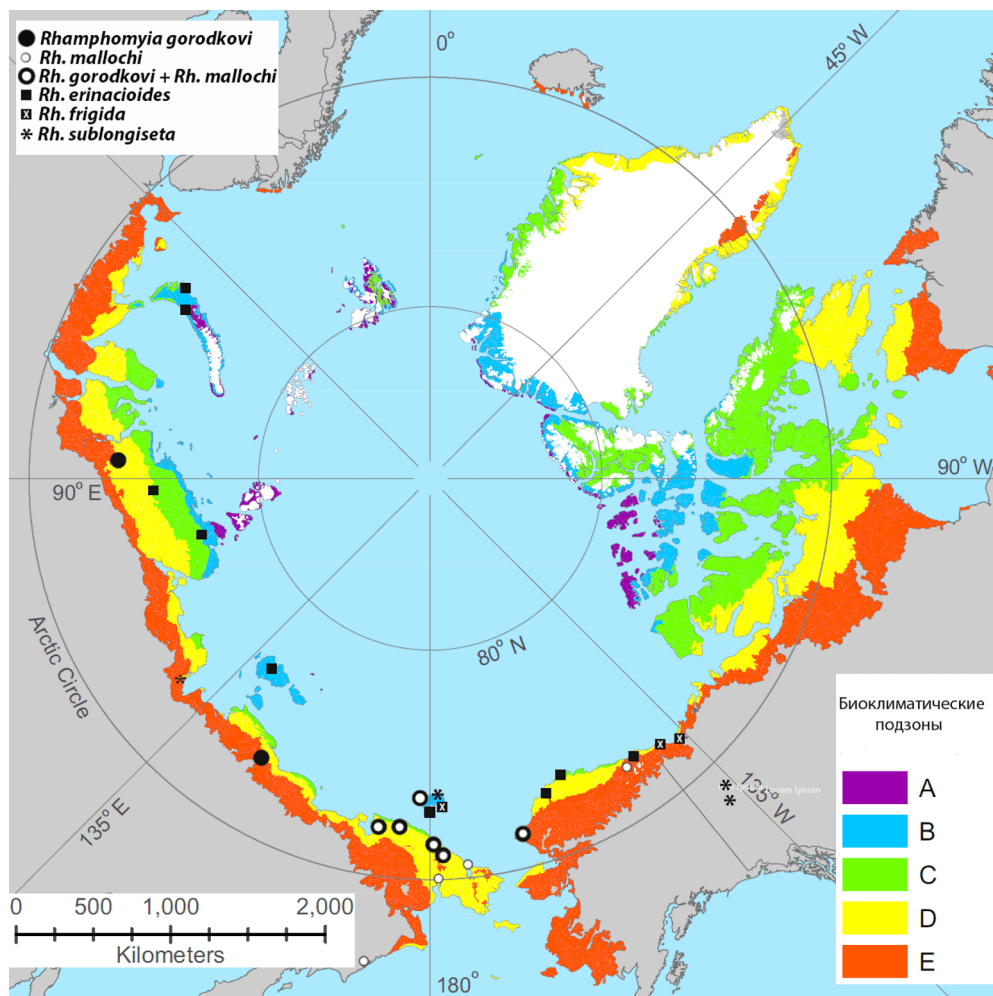 Rhamphomyia gorodkovi
Rh. mallochi
Rh. gorodkovi + Rh. mallochi
Rh. erinacioides
Rh. frigida
Rh. sublongiseta
0°
45° W
90° E
90° W
80° N
Arctic Circle
135° E
135° W
180°
Биоклиматические
подзоны
A
B
C
D
E
0 500 1,000 2,000
Kilometers